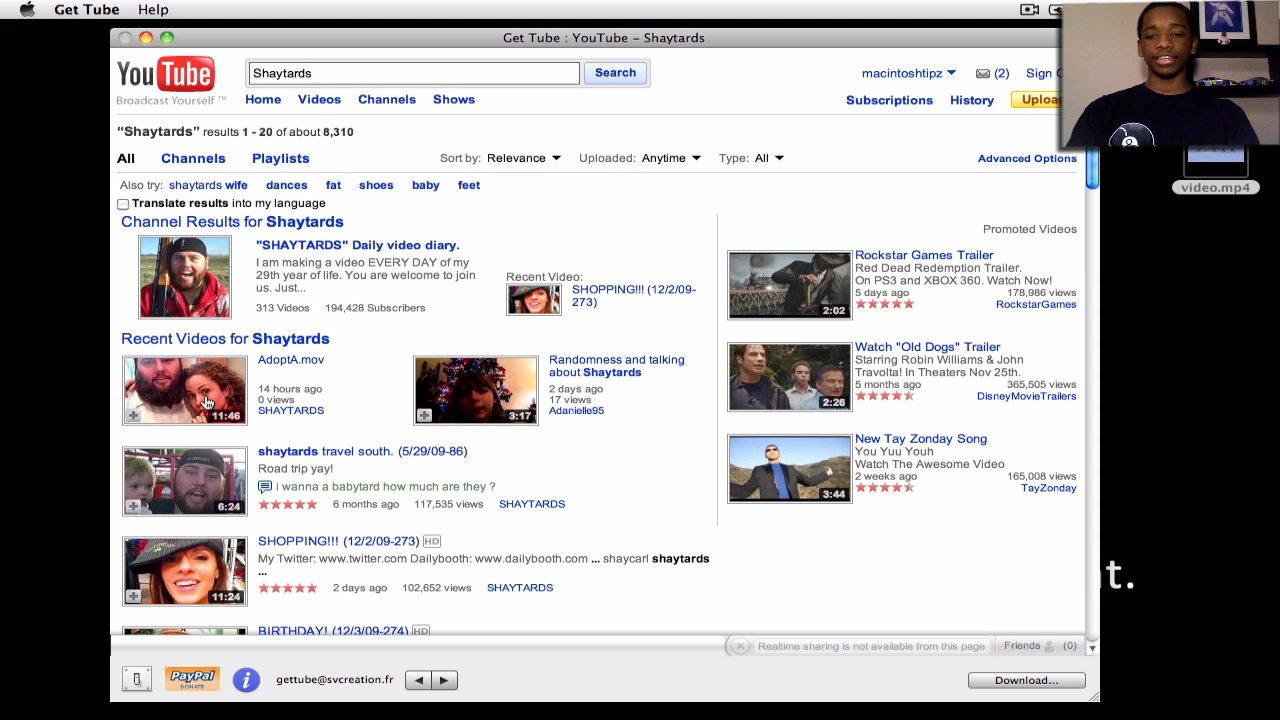 Get Tube Help
Get Tube : YouTube – Shaytards
YouTube
Broadcast Yourself ™
Shaytards
Search
macintoshtipz
(2)
Sign
Home Videos Channels Shows
Subscriptions History
"Shaytards" results 1 - 20 of about 8,310
All Channels Playlists
Sort by: Relevance Uploaded: Anytime Type: All
Advanced Options
Also try: shaytards wife dances fat shoes baby feet
Translate results into my language
Channel Results for Shaytards
"SHAYTARDS" Daily video diary.
I am making a video EVERY DAY of my
29th year of life. You are welcome to join
us. Just...
313 Videos 194,428 Subscribers
Recent Video:
SHOPPING!!! (12/2/09-
273)
Recent Videos for Shaytards
AdoptA.mov
14 hours ago
0 views
SHAYTARDS
11:46
Randomness and talking
about Shaytards
2 days ago
17 views
Adanielle95
3:17
shaytards travel south. (5/29/09-86)
Road trip yay!
i wanna a babytard how much are they ?
6 months ago 117,535 views SHAYTARDS
6:24
SHOPPING!!! (12/2/09-273) HD
My Twitter: www.twitter.com Dailybooth: www.dailybooth.com ... shaycarl shaytards
...
2 days ago 102,652 views SHAYTARDS
11:24
BIRTHDAY! (12/3/09-274) HD
Promoted Videos
Rockstar Games Trailer
Red Dead Redemption Trailer.
On PS3 and XBOX 360. Watch Now!
5 days ago 178,986 views
RockstarGames
2:02
Watch "Old Dogs" Trailer
Starring Robin Williams & John
Travolta! In Theaters Nov 25th.
5 months ago 365,505 views
DisneyMovieTrailers
2:26
New Tay Zonday Song
You Yuu Youh
Watch The Awesome Video
2 weeks ago 165,008 views
TayZonday
3:44
Realtime sharing is not available from this page
Friends (0)
PayPal
DONATE
gettube@svcreation.fr
Download...
video.mp4